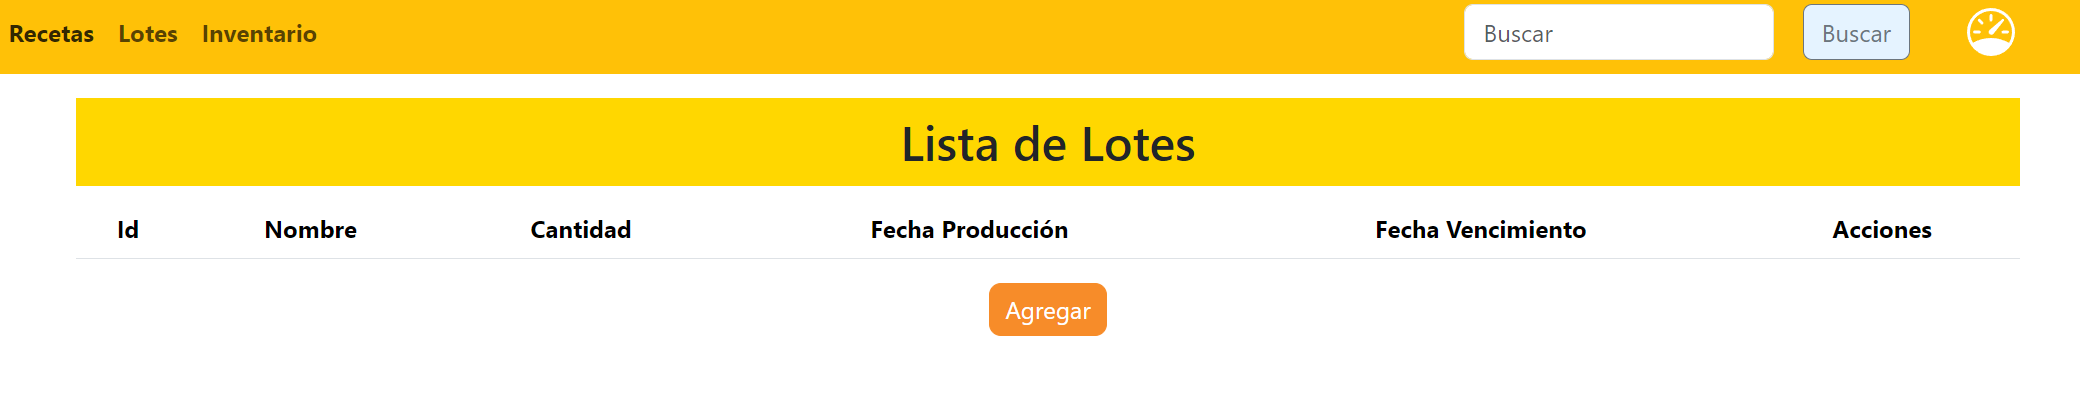 Recetas Lotes Inventario Buscar Buscar
Lista de Lotes
Id Nombre Cantidad Fecha Producción Fecha Vencimiento Acciones
Agregar